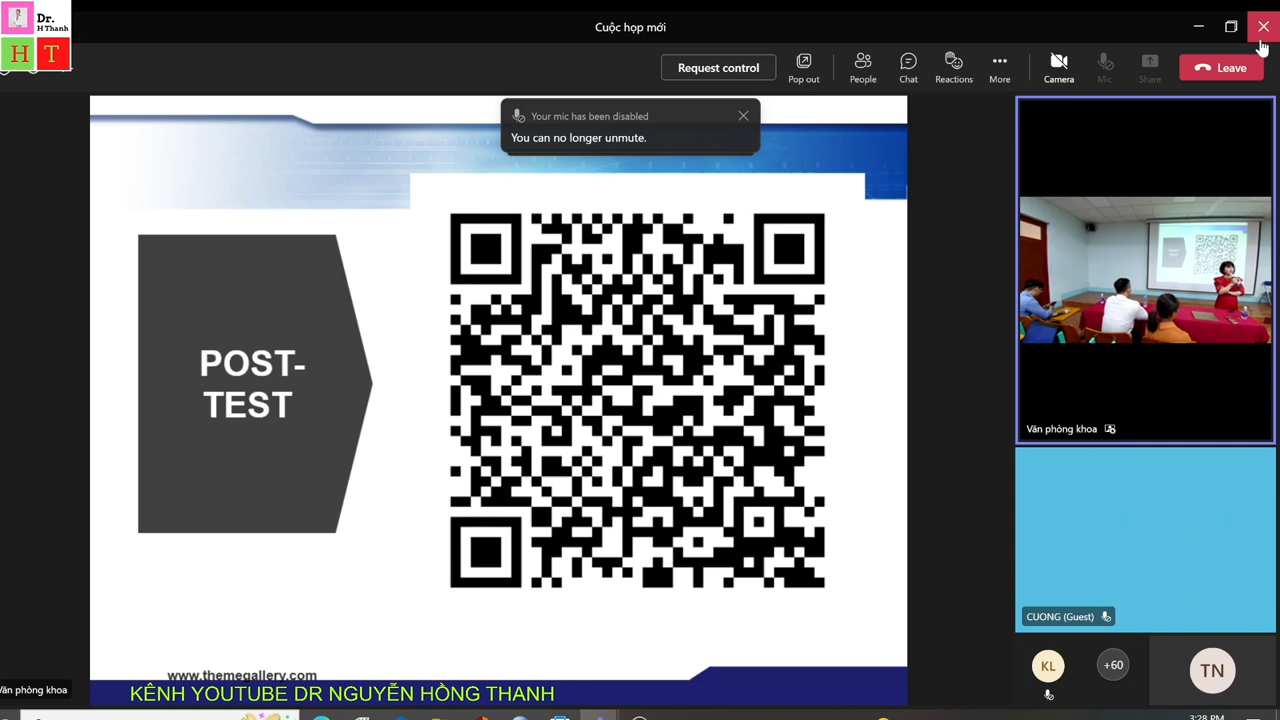 Dr.
H Thanh
H T
Cuộc họp mới
Request control
Pop out
People
Chat
Reactions
More
Camera
Mic
Share
Leave
Your mic has been disabled
You can no longer unmute.
POST-
TEST
Văn phòng khoa
CUONG (Guest)
KL
+60
TN
www.themegallery.com
Văn phòng khoa
KÊNH YOUTUBE DR NGUYỄN HỒNG THANH
3:28 PM